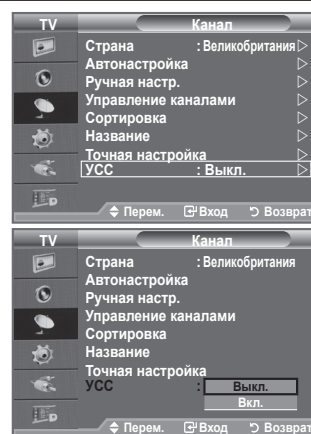 TV Канал
Страна : Великобритания
Автонастройка
Ручная настр.
Управление каналами
Сортировка
Название
Точная настройка
УСС : Выкл.
Перем. Вход Возврат
TV Канал
Страна : Великобритания
Автонастройка
Ручная настр.
Управление каналами
Сортировка
Название
Точная настройка
УСС : Выкл.
Вкл.
Перем. Вход Возврат